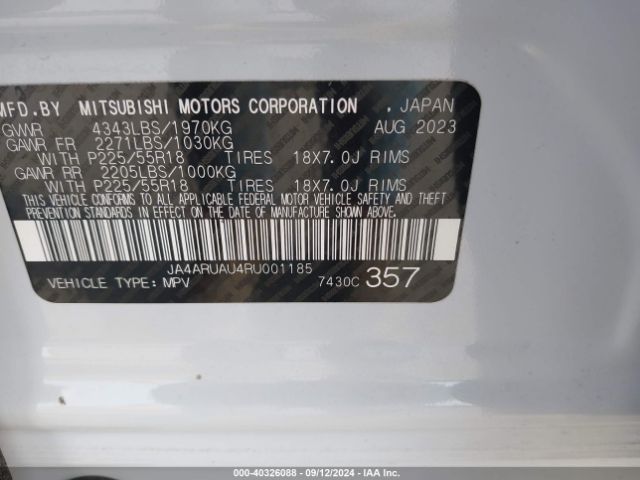 MFD.BY MITSUBISHI MOTORS CORPORATION , JAPAN
GVWR 4343LBS/1970KG AUG 2023
GAWR FR 2271LBS/1030KG
WITH P225/55R18 TIRES 18X7.0J RIMS
GAWR RR 2205LBS/1000KG
WITH P225/55R18 TIRES 18X7.0J RIMS
THIS VEHICLE CONFORMS TO ALL APPLICABLE FEDERAL MOTOR VEHICLE SAFETY AND THEFT
PREVENTION STANDARDS IN EFFECT ON THE DATE OF MANUFACTURE SHOWN ABOVE.
JA4ARUAU4RU001185
VEHICLE TYPE: MPV 7430C 357
000-40326088 - 09/12/2024 - IAAI